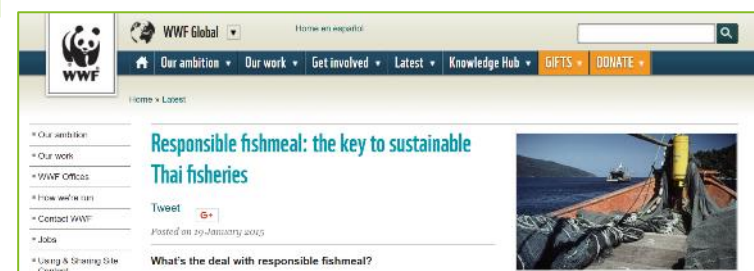 WWF
WWF Global
Home en español
Our ambition
Our work
Get involved
Latest
Knowledge Hub
GIFTS
DONATE
Home » Latest
Our ambition
Our work
WWF Offices
How we're run
Contact WWF
Jobs
Using & Sharing Site
Content
Responsible fishmeal: the key to sustainable
Thai fisheries
Tweet
G+
Posted on 19 January 2015
What's the deal with responsible fishmeal?